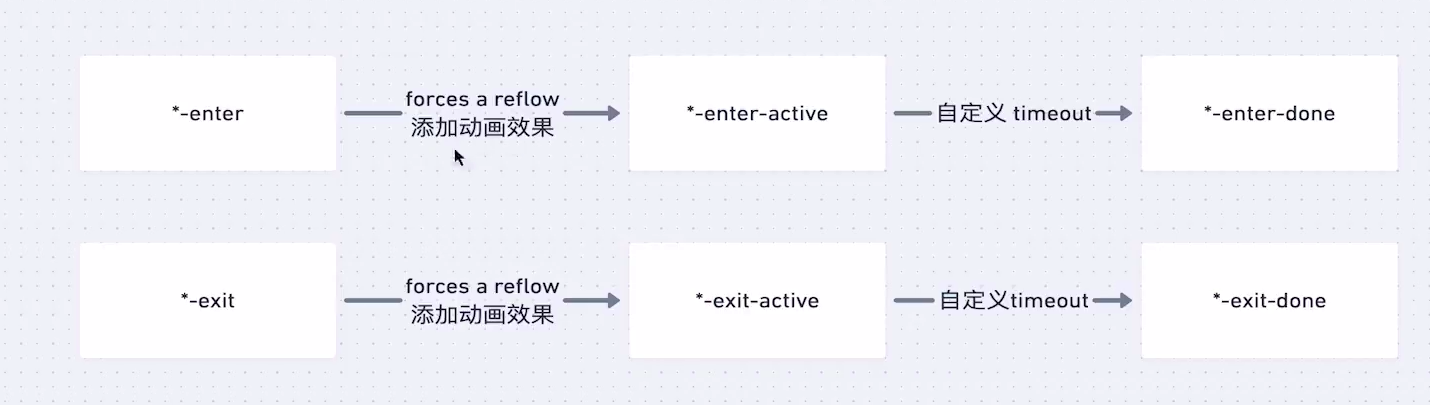 *-enter
forces a reflow
添加动画效果
*-enter-active
自定义 timeout
*-enter-done
*-exit
forces a reflow
添加动画效果
*-exit-active
自定义timeout
*-exit-done